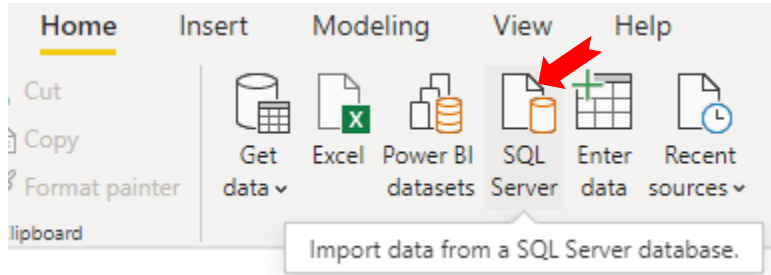 Home Insert Modeling View Help
Cut
Copy
Format painter
lipboard
Get data
Excel
Power BI datasets
SQL Server
Enter data
Recent sources
Import data from a SQL Server database.